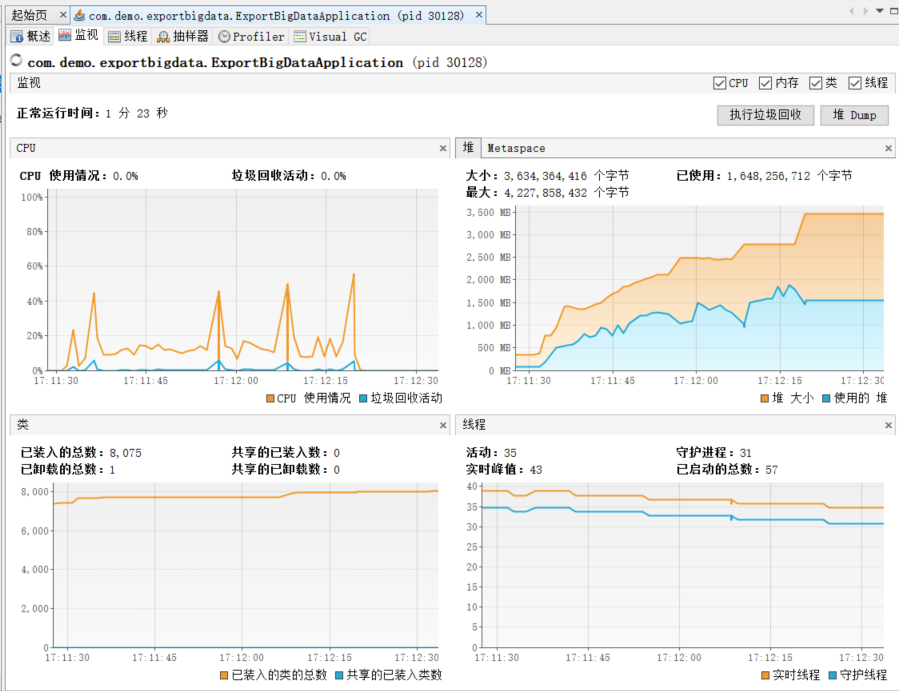 起始页 × com.demo.exportbigdata.ExportBigDataApplication (pid 30128) ×
概述 监视 线程 抽样器 Profiler Visual GC
com.demo.exportbigdata.ExportBigDataApplication (pid 30128)
监视 CPU 内存 类 线程
正常运行时间: 1 分 23 秒 执行垃圾回收 堆 Dump
CPU ×
CPU 使用情况: 0.0% 垃圾回收活动: 0.0%
100%
80%
60%
40%
20%
0%
17:11:30 17:11:45 17:12:00 17:12:15 17:12:30
CPU 使用情况 垃圾回收活动
堆 Metaspace ×
大小: 3,634,364,416 个字节 已使用: 1,648,256,712 个字节
最大: 4,227,858,432 个字节
3,500 MB
3,000 MB
2,500 MB
2,000 MB
1,500 MB
1,000 MB
500 MB
0 MB
17:11:30 17:11:45 17:12:00 17:12:15 17:12:30
堆 大小 使用的 堆
类 ×
已装入的总数: 8,075 共享的已装入数: 0
已卸载的总数: 1 共享的已卸载数: 0
8,000
6,000
4,000
2,000
0
17:11:30 17:11:45 17:12:00 17:12:15 17:12:30
已装入的类的总数 共享的已装入类数
线程 ×
活动: 35 守护进程: 31
实时峰值: 43 已启动的总数: 57
40
35
30
25
20
15
10
5
0
17:11:30 17:11:45 17:12:00 17:12:15 17:12:30
实时线程 守护线程